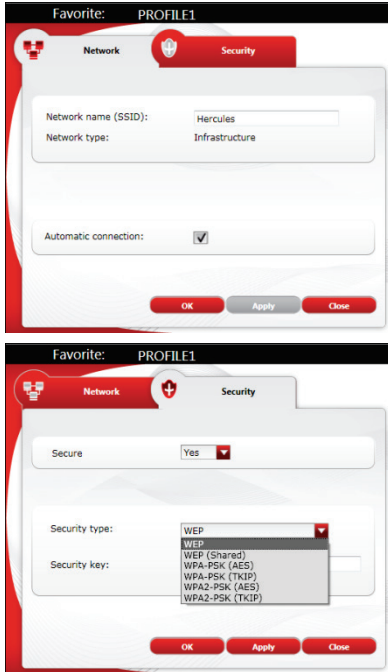 Favorite: PROFILE1
Network Security
Network name (SSID): Hercules
Network type: Infrastructure
Automatic connection:
OK Apply Close
Favorite: PROFILE1
Network Security
Secure Yes
Security type: WEP
WEP
WEP (Shared)
WPA-PSK (AES)
Security key:
WPA-PSK (TKIP)
WPA2-PSK (AES)
WPA2-PSK (TKIP)
OK Apply Close